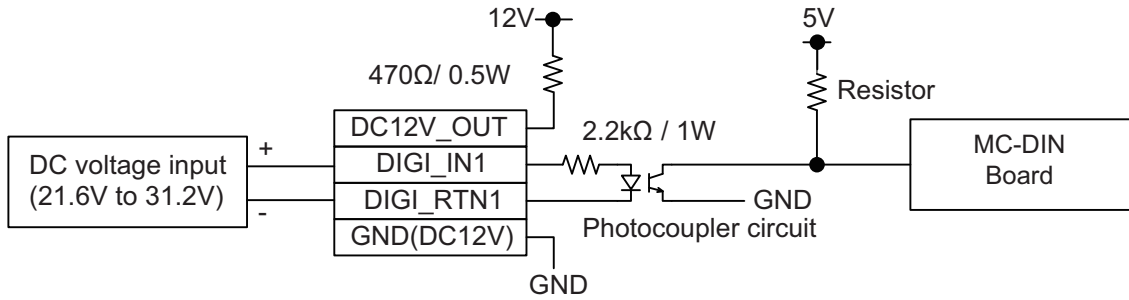 12V
5V
470Ω/ 0.5W
Resistor
DC12V_OUT
2.2kΩ / 1W
DC voltage input
(21.6V to 31.2V)
+
-
DIGI_IN1
DIGI_RTN1
GND(DC12V)
GND
Photocoupler circuit
GND
MC-DIN
Board